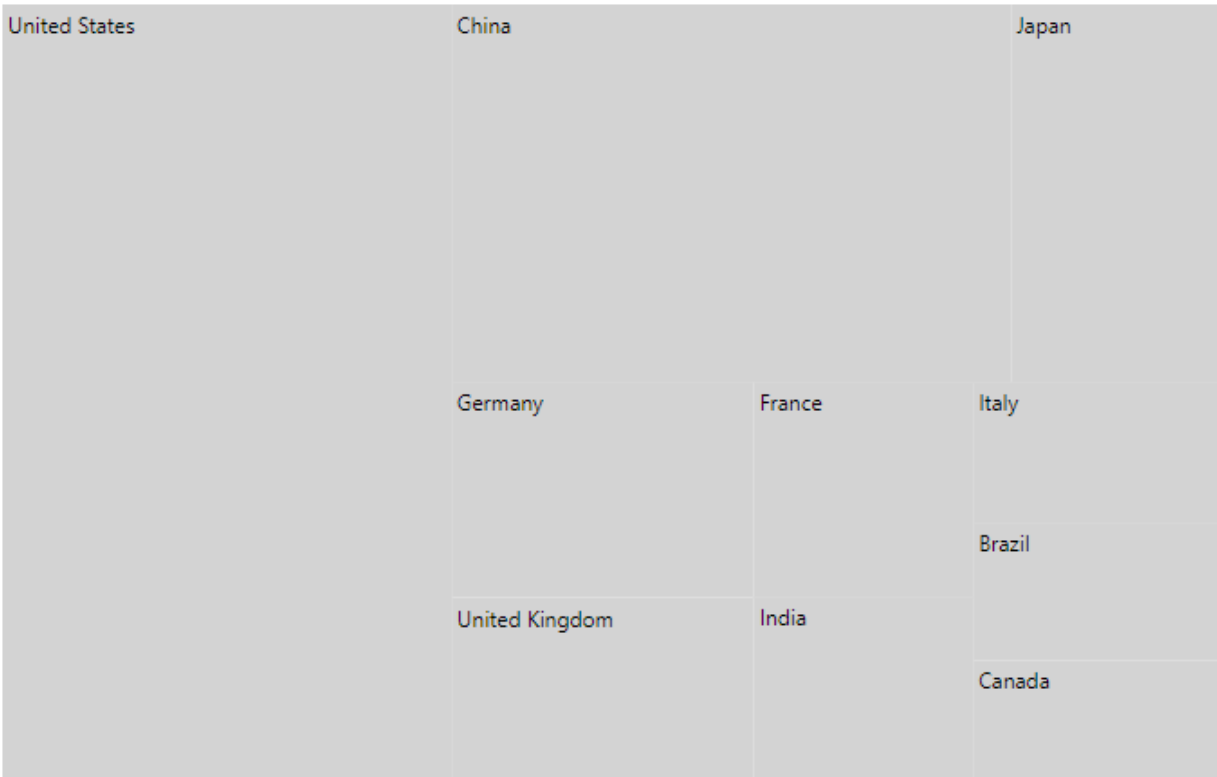 United States
China
Japan
Germany
France
Italy
Brazil
United Kingdom
India
Canada